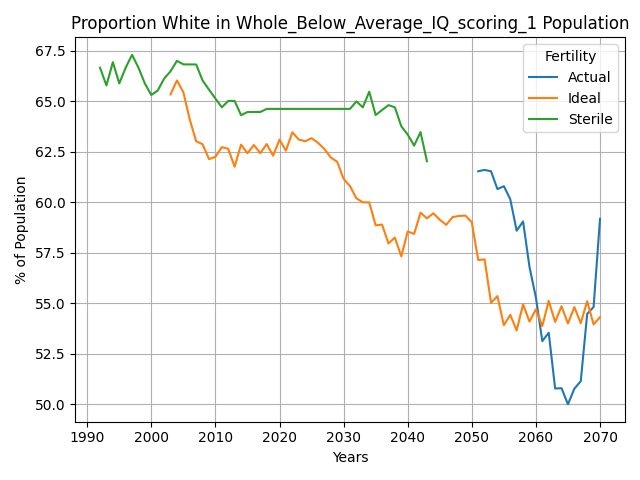 Proportion White in Whole_Below_Average_IQ_scoring_1 Population
67.5
65.0
62.5
60.0
57.5
55.0
52.5
50.0
% of Population
Fertility
Actual
Ideal
Sterile
1990 2000 2010 2020 2030 2040 2050 2060 2070
Years